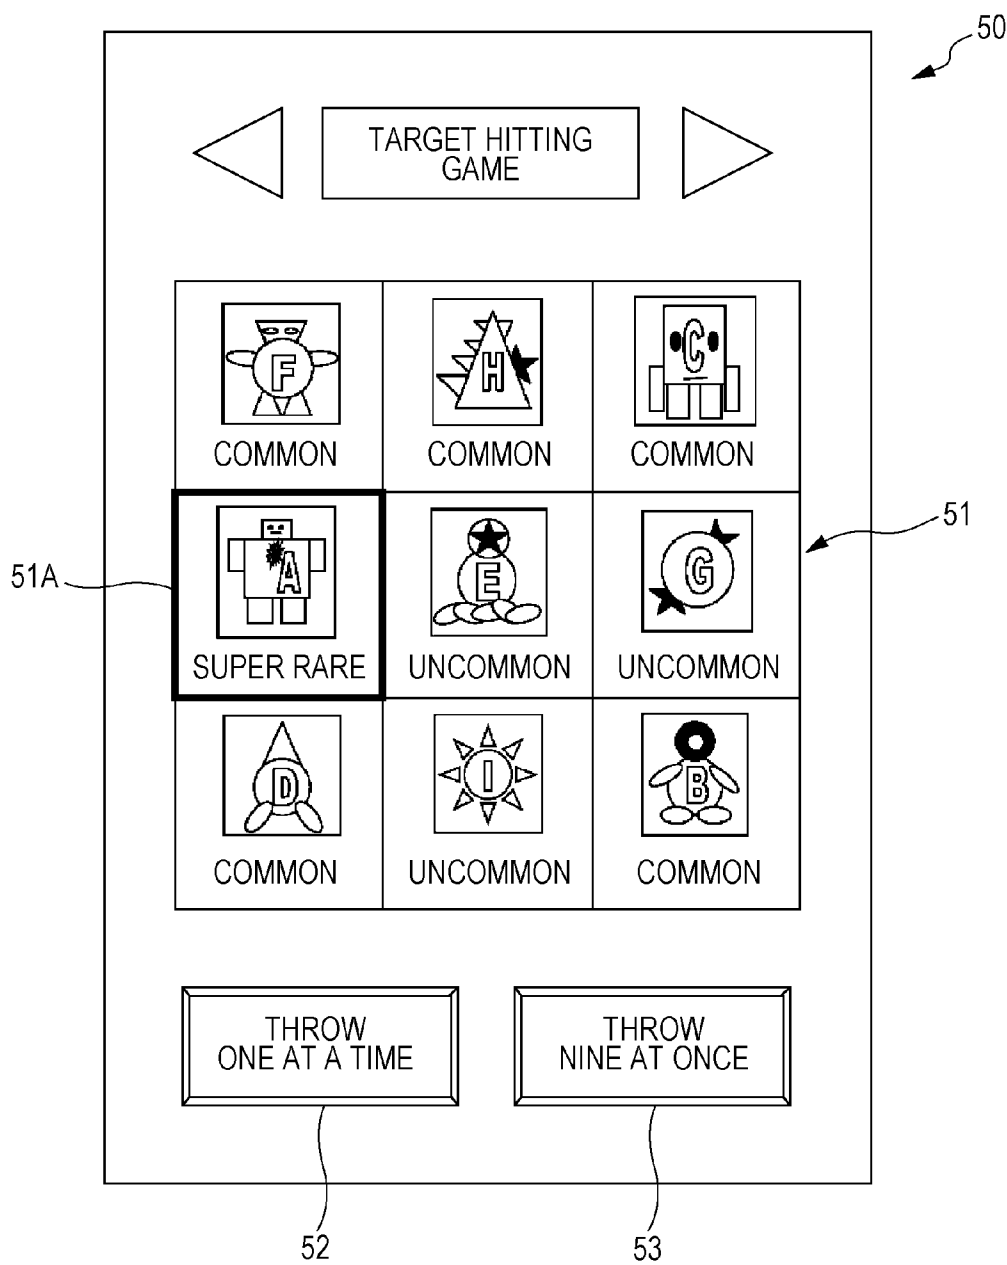 50
TARGET HITTING
GAME
F
H
C
COMMON
COMMON
COMMON
51
51A
A
E
G
SUPER RARE
UNCOMMON
UNCOMMON
D
I
B
COMMON
UNCOMMON
COMMON
THROW
ONE AT A TIME
THROW
NINE AT ONCE
52
53